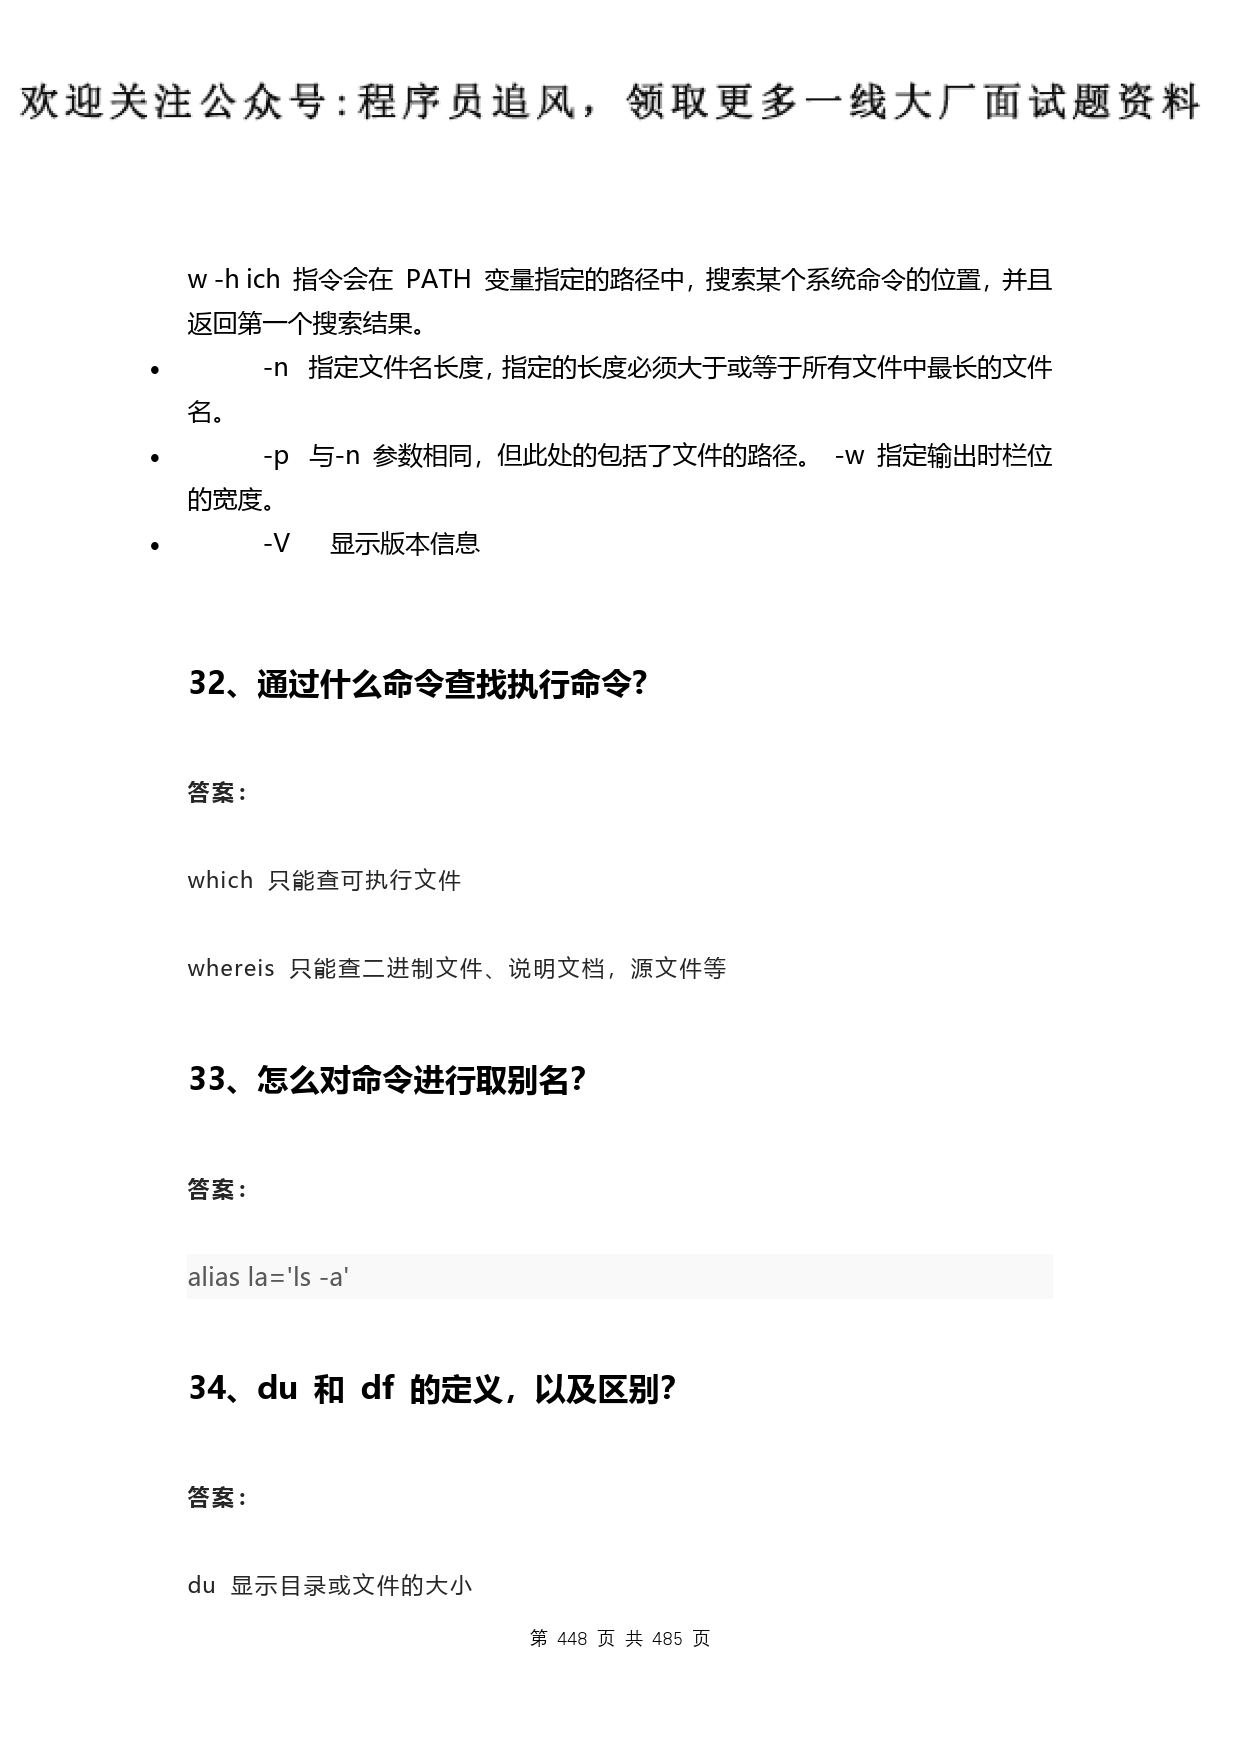 欢迎关注公众号:程序员追风，领取更多一线大厂面试题资料
w -h ich 指令会在 PATH 变量指定的路径中，搜索某个系统命令的位置，并且
返回第一个搜索结果。
• -n 指定文件名长度，指定的长度必须大于或等于所有文件中最长的文件
名。
• -p 与-n 参数相同，但此处的包括了文件的路径。 -w 指定输出时栏位
的宽度。
• -V 显示版本信息
32、通过什么命令查找执行命令？
答案：
which 只能查可执行文件
whereis 只能查二进制文件、说明文档，源文件等
33、怎么对命令进行取别名？
答案：
alias la='ls -a'
34、du 和 df 的定义，以及区别？
答案：
du 显示目录或文件的大小
第 448 页 共 485 页